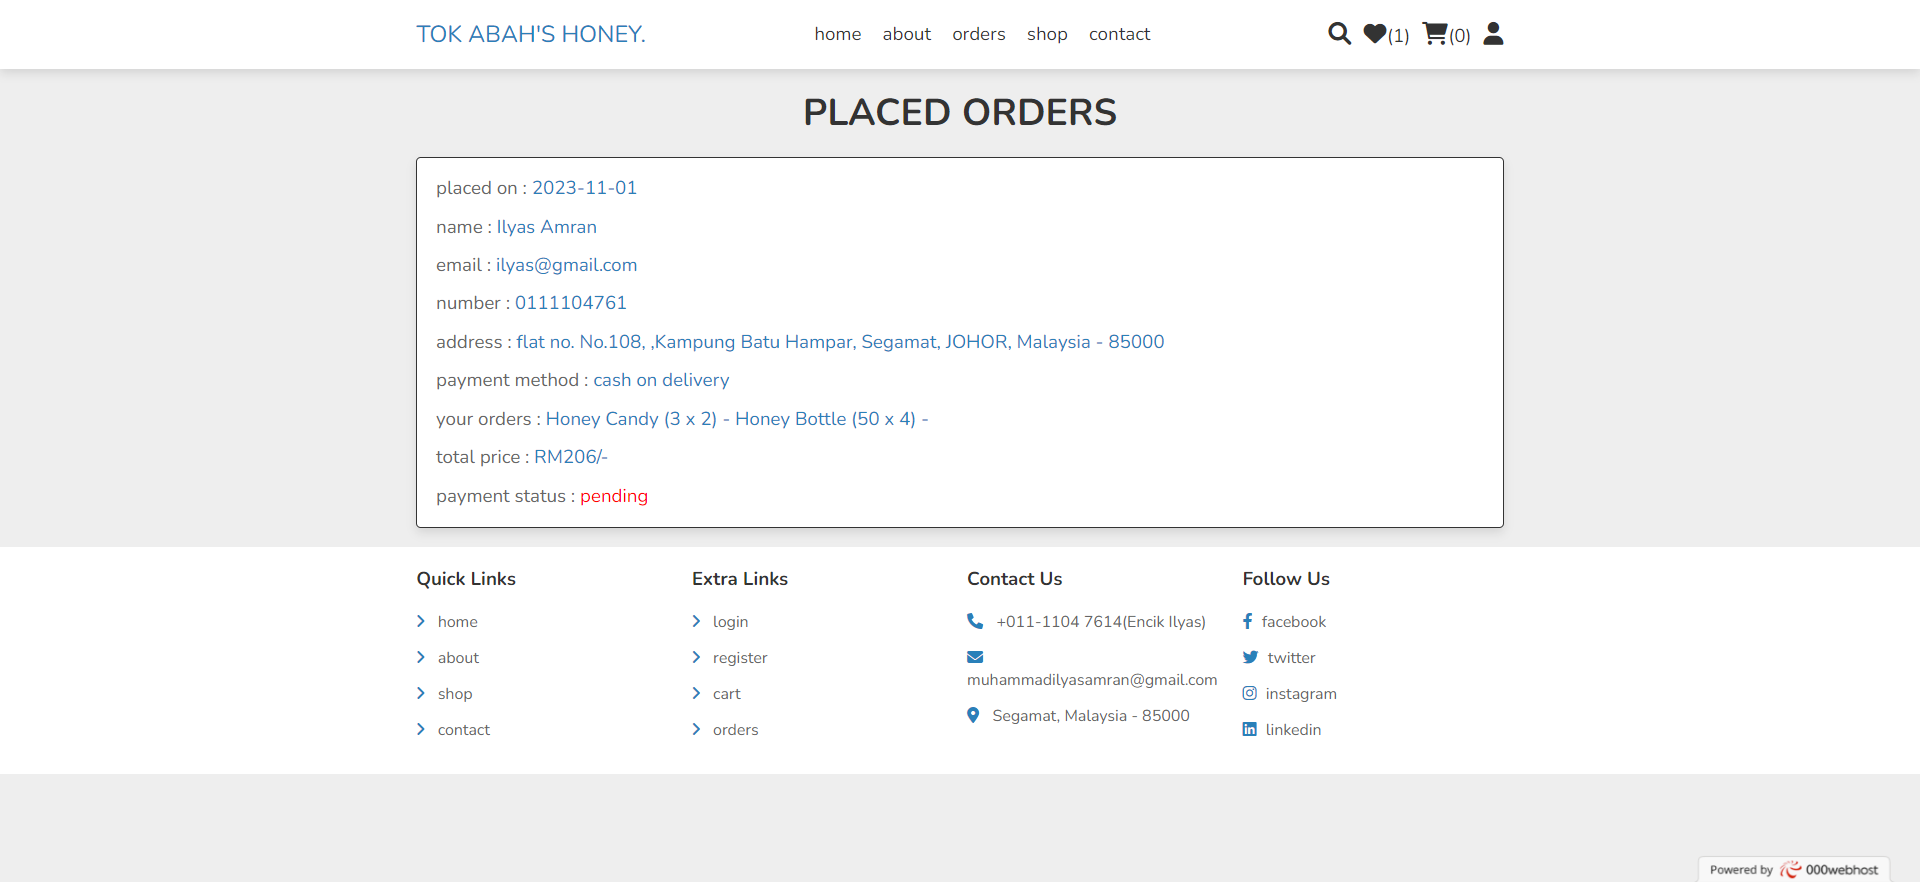 TOK ABAH'S HONEY.
home about orders shop contact
(1) (0)
PLACED ORDERS
placed on : 2023-11-01
name : Ilyas Amran
email : ilyas@gmail.com
number : 0111104761
address : flat no. No.108, ,Kampung Batu Hampar, Segamat, JOHOR, Malaysia - 85000
payment method : cash on delivery
your orders : Honey Candy (3 x 2) - Honey Bottle (50 x 4) -
total price : RM206/-
payment status : pending
Quick Links
home
about
shop
contact
Extra Links
login
register
cart
orders
Contact Us
+011-1104 7614(Encik Ilyas)
muhammadilyasamran@gmail.com
Segamat, Malaysia - 85000
Follow Us
facebook
twitter
instagram
linkedin
Powered by 000webhost